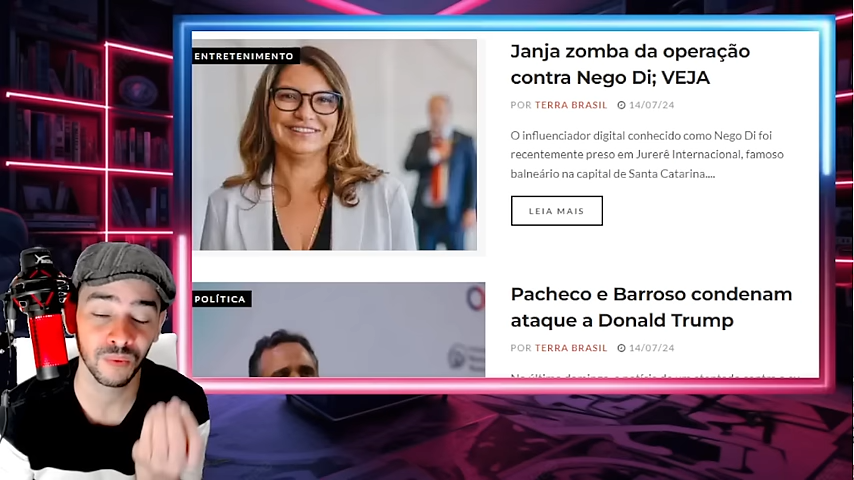 ENTRETENIMENTO
Janja zomba da operação
contra Nego Di; VEJA
POR TERRA BRASIL 14/07/24
O influenciador digital conhecido como Nego Di foi
recentemente preso em Jurerê Internacional, famoso
balneário na capital de Santa Catarina....
LEIA MAIS
POLÍTICA
Pacheco e Barroso condenam
ataque a Donald Trump
POR TERRA BRASIL 14/07/24